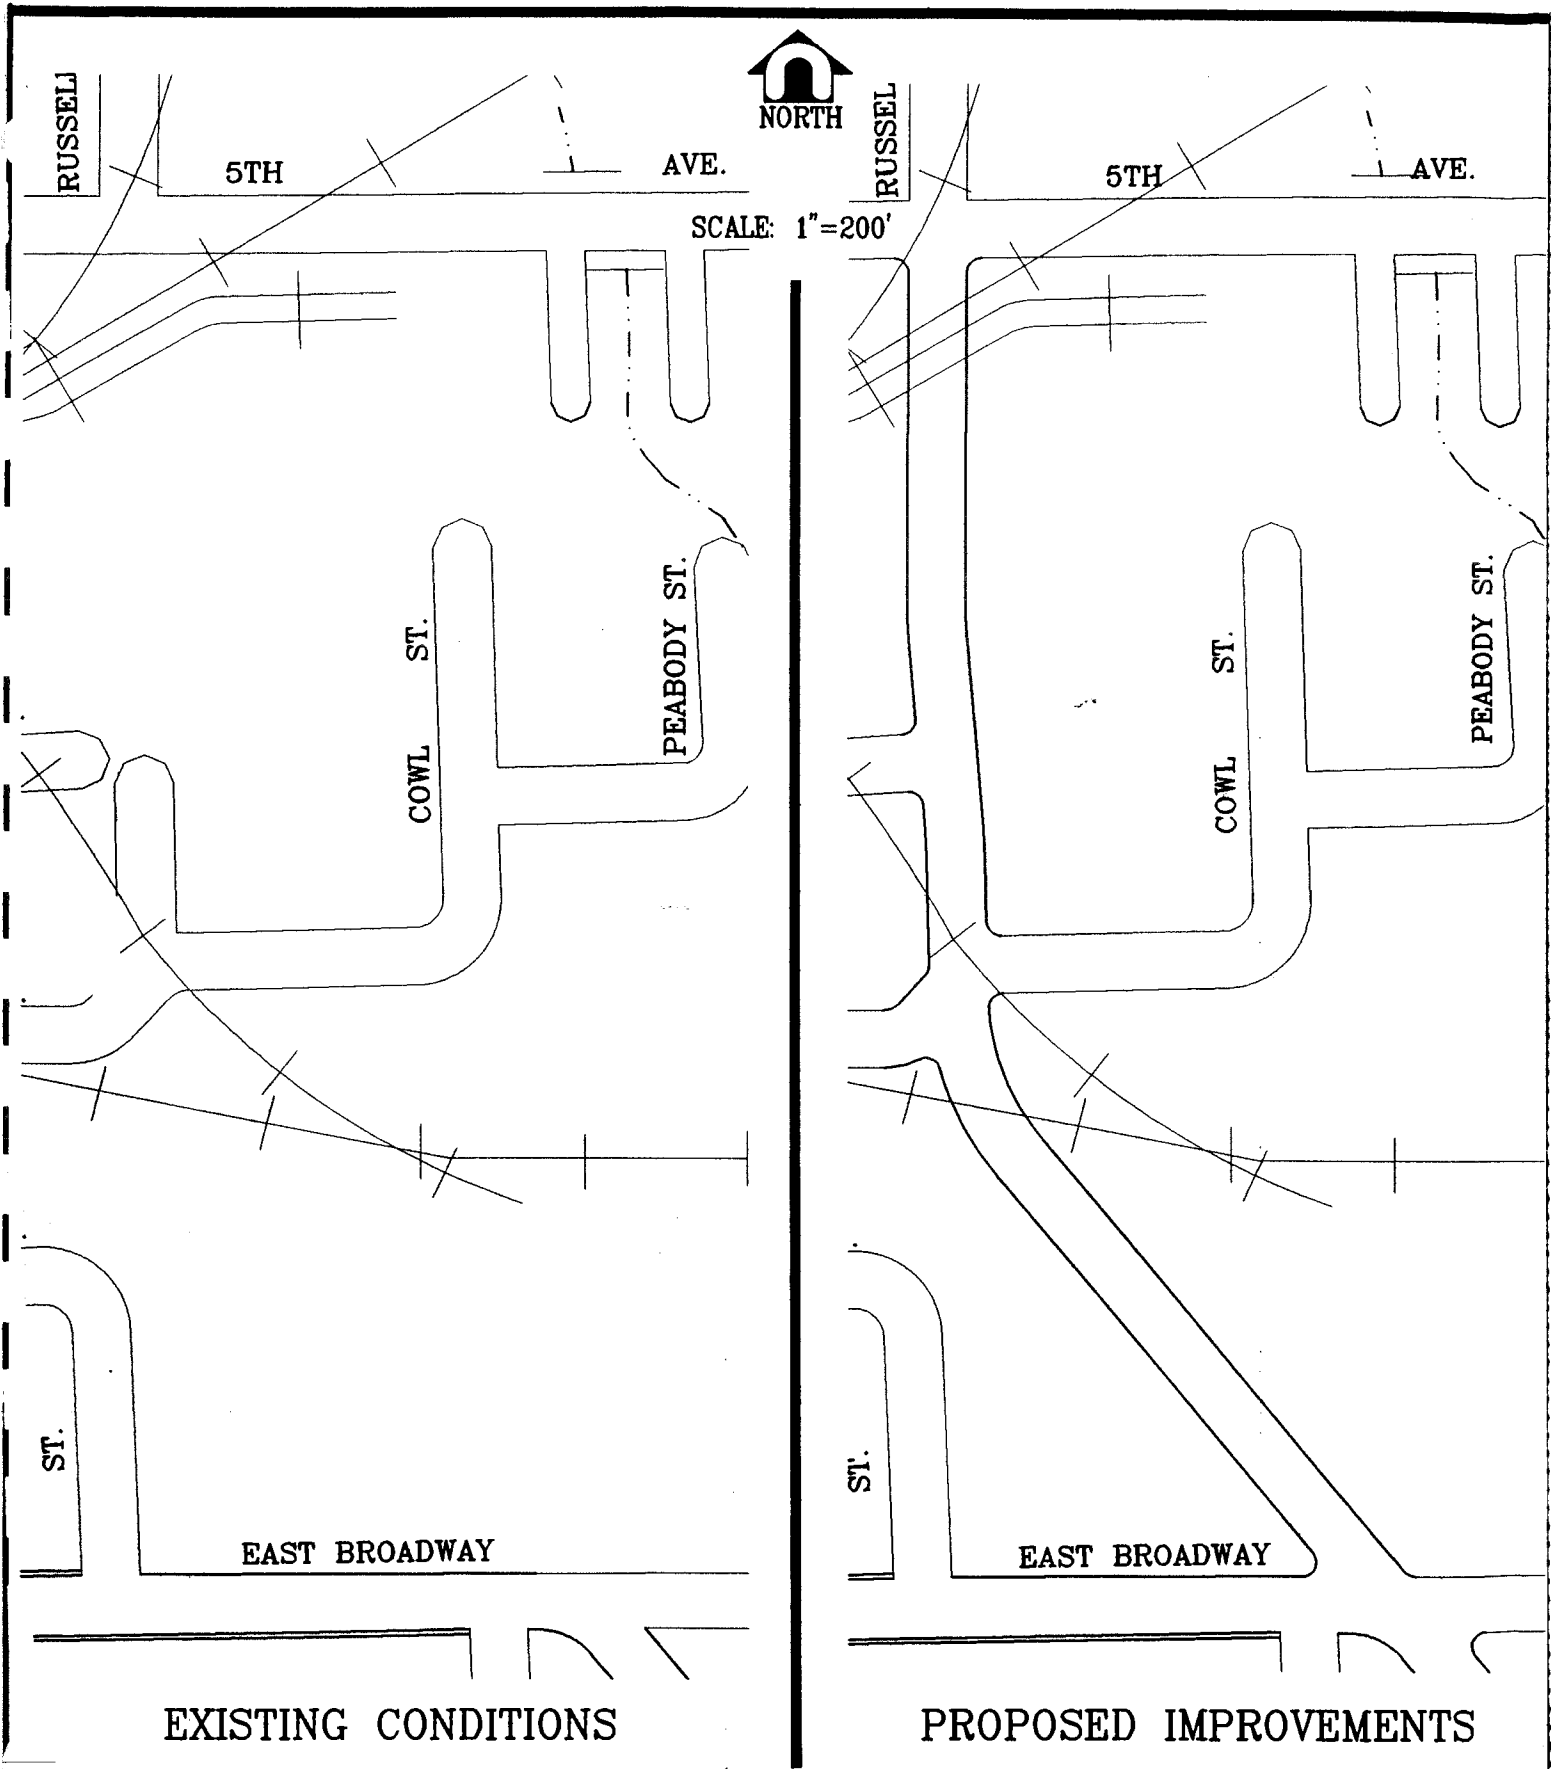 NORTH
SCALE: 1"=200'
RUSSEL
5TH AVE.
COWL ST.
PEABODY ST.
ST.
EAST BROADWAY
EXISTING CONDITIONS
RUSSEL
5TH AVE.
COWL ST.
PEABODY ST.
ST.
EAST BROADWAY
PROPOSED IMPROVEMENTS